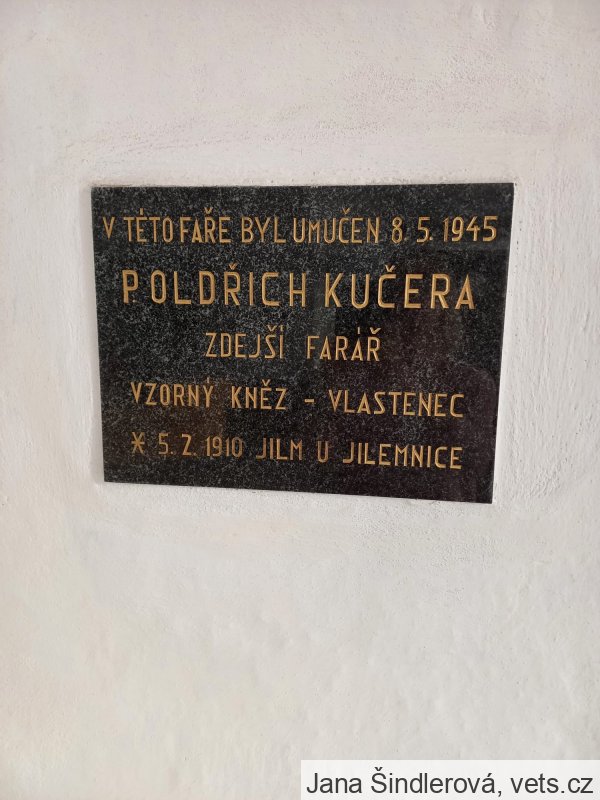 V TÉTO FAŘE BYL UMUČEN 8. 5. 1945
POLDŘICH KUČERA
ZDEJŠÍ FARÁŘ
VZORNÝ KNĚZ - VLASTENEC
* 5. 2. 1910 JILM U JILEMNICE
Jana Šindlerová, vets.cz